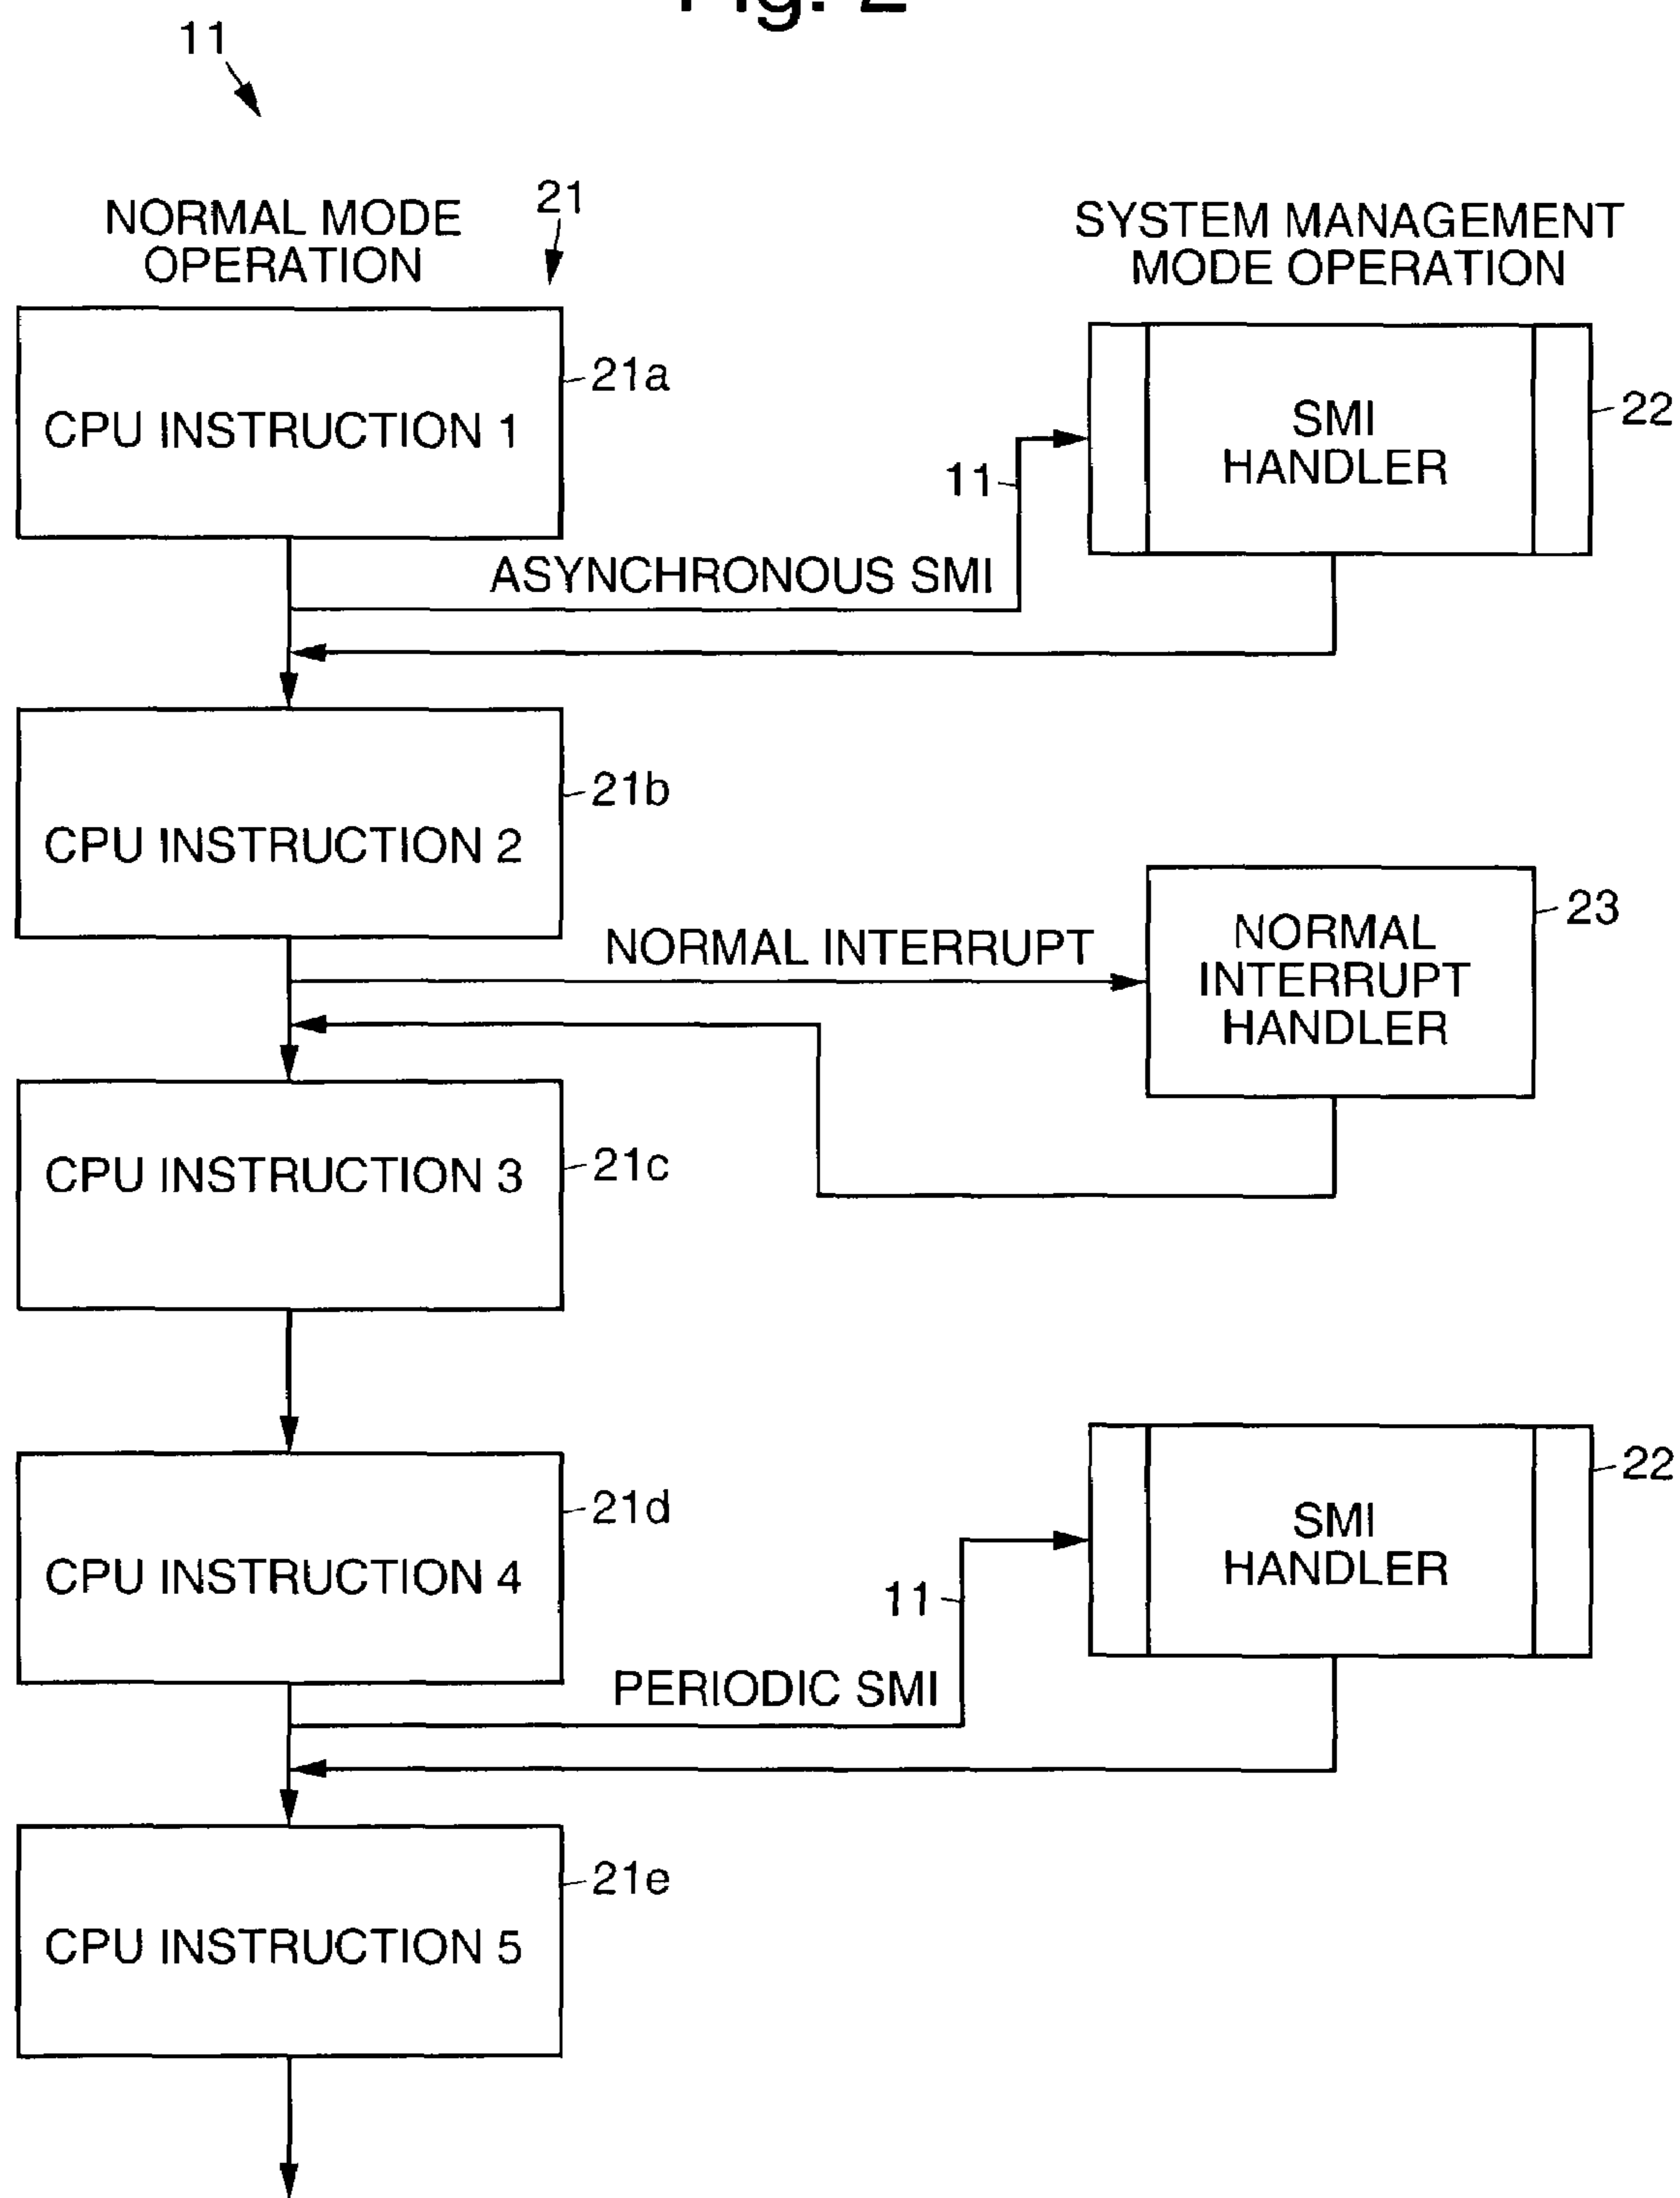 Fig. 2
11
NORMAL MODE
OPERATION
21
SYSTEM MANAGEMENT
MODE OPERATION
CPU INSTRUCTION 1
21a
SMI
HANDLER
22
11
ASYNCHRONOUS SMI
CPU INSTRUCTION 2
21b
NORMAL INTERRUPT
NORMAL
INTERRUPT
HANDLER
23
CPU INSTRUCTION 3
21c
CPU INSTRUCTION 4
21d
SMI
HANDLER
22
11
PERIODIC SMI
CPU INSTRUCTION 5
21e